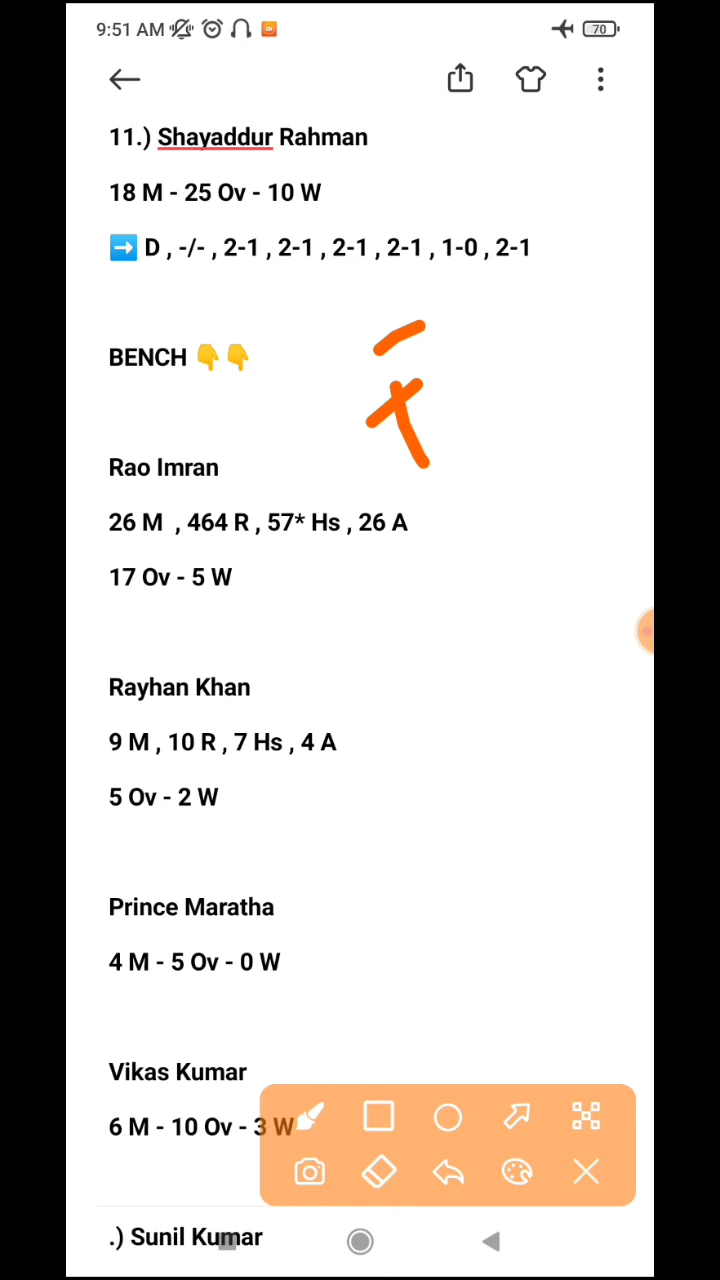 9:51 AM 70
11.) Shayaddur Rahman
18 M - 25 Ov - 10 W
➡️ D , -/- , 2-1 , 2-1 , 2-1 , 2-1 , 1-0 , 2-1
BENCH 👇👇
Rao Imran
26 M , 464 R , 57* Hs , 26 A
17 Ov - 5 W
Rayhan Khan
9 M , 10 R , 7 Hs , 4 A
5 Ov - 2 W
Prince Maratha
4 M - 5 Ov - 0 W
Vikas Kumar
6 M - 10 Ov - 3 W
.) Sunil Kumar